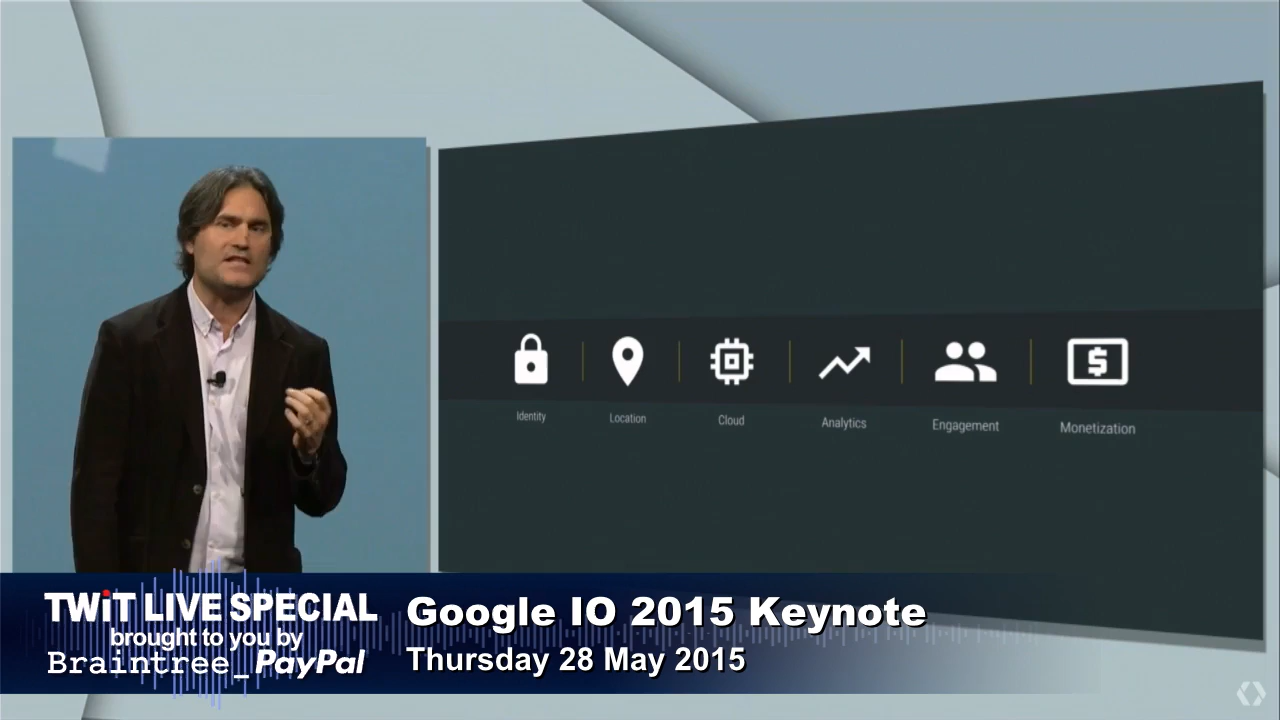 Identity
Location
Cloud
Analytics
Engagement
Monetization
TWiT LIVE SPECIAL
brought to you by
Braintree_PayPal
Google IO 2015 Keynote
Thursday 28 May 2015